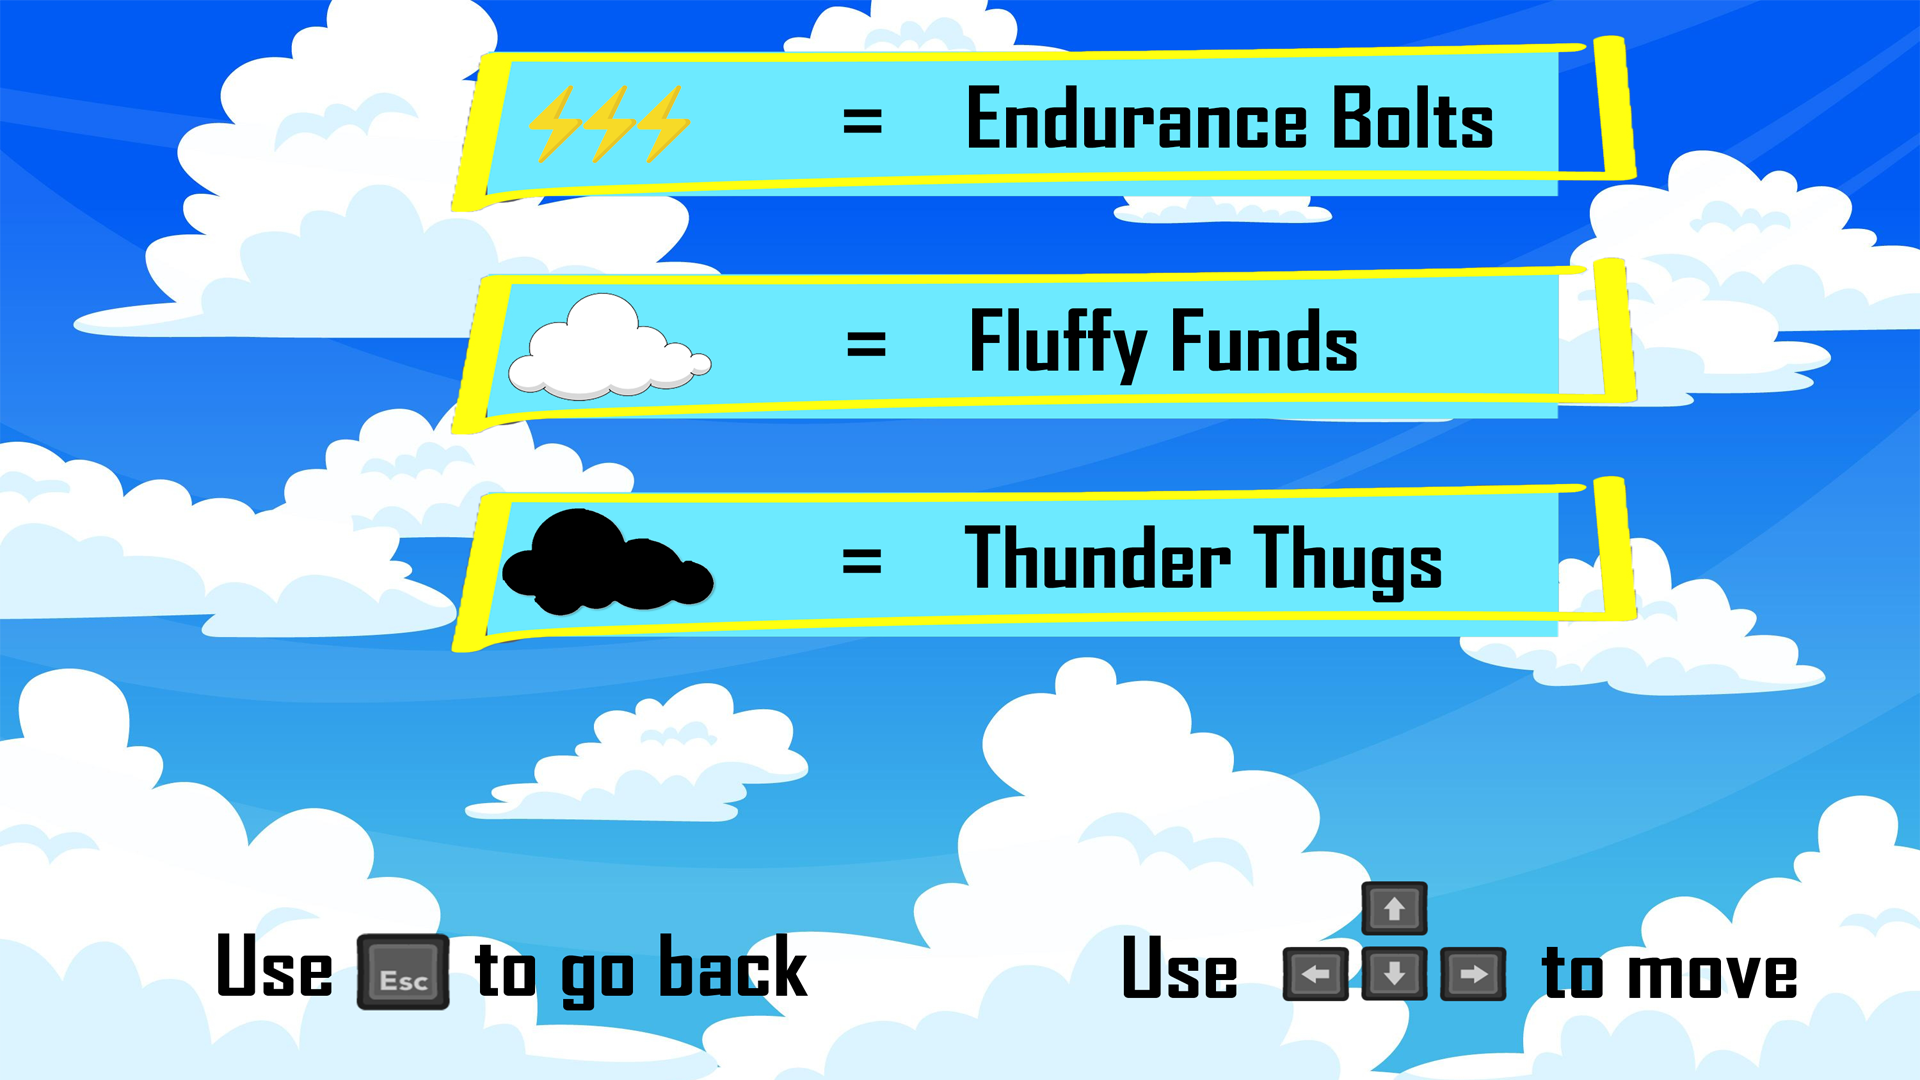 = Endurance Bolts
= Fluffy Funds
= Thunder Thugs
Use Esc to go back
Use to move